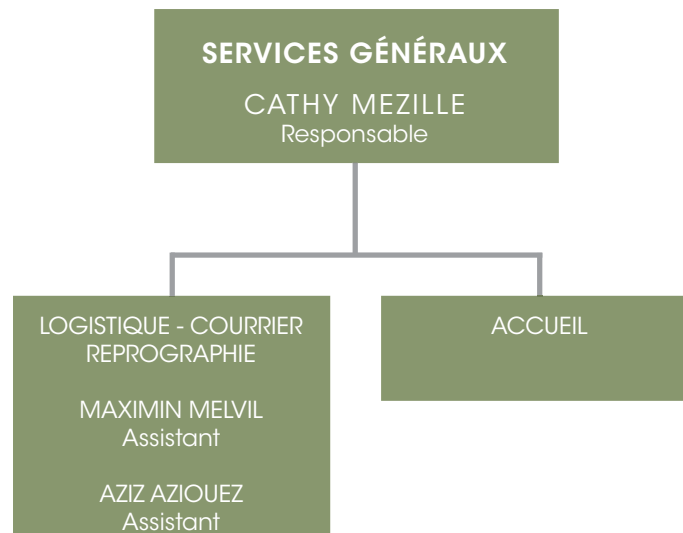 SERVICES GÉNÉRAUX
CATHY MEZILLE
Responsable
LOGISTIQUE - COURRIER
REPROGRAPHIE
MAXIMIN MELVIL
Assistant
AZIZ AZIOUEZ
Assistant
ACCUEIL